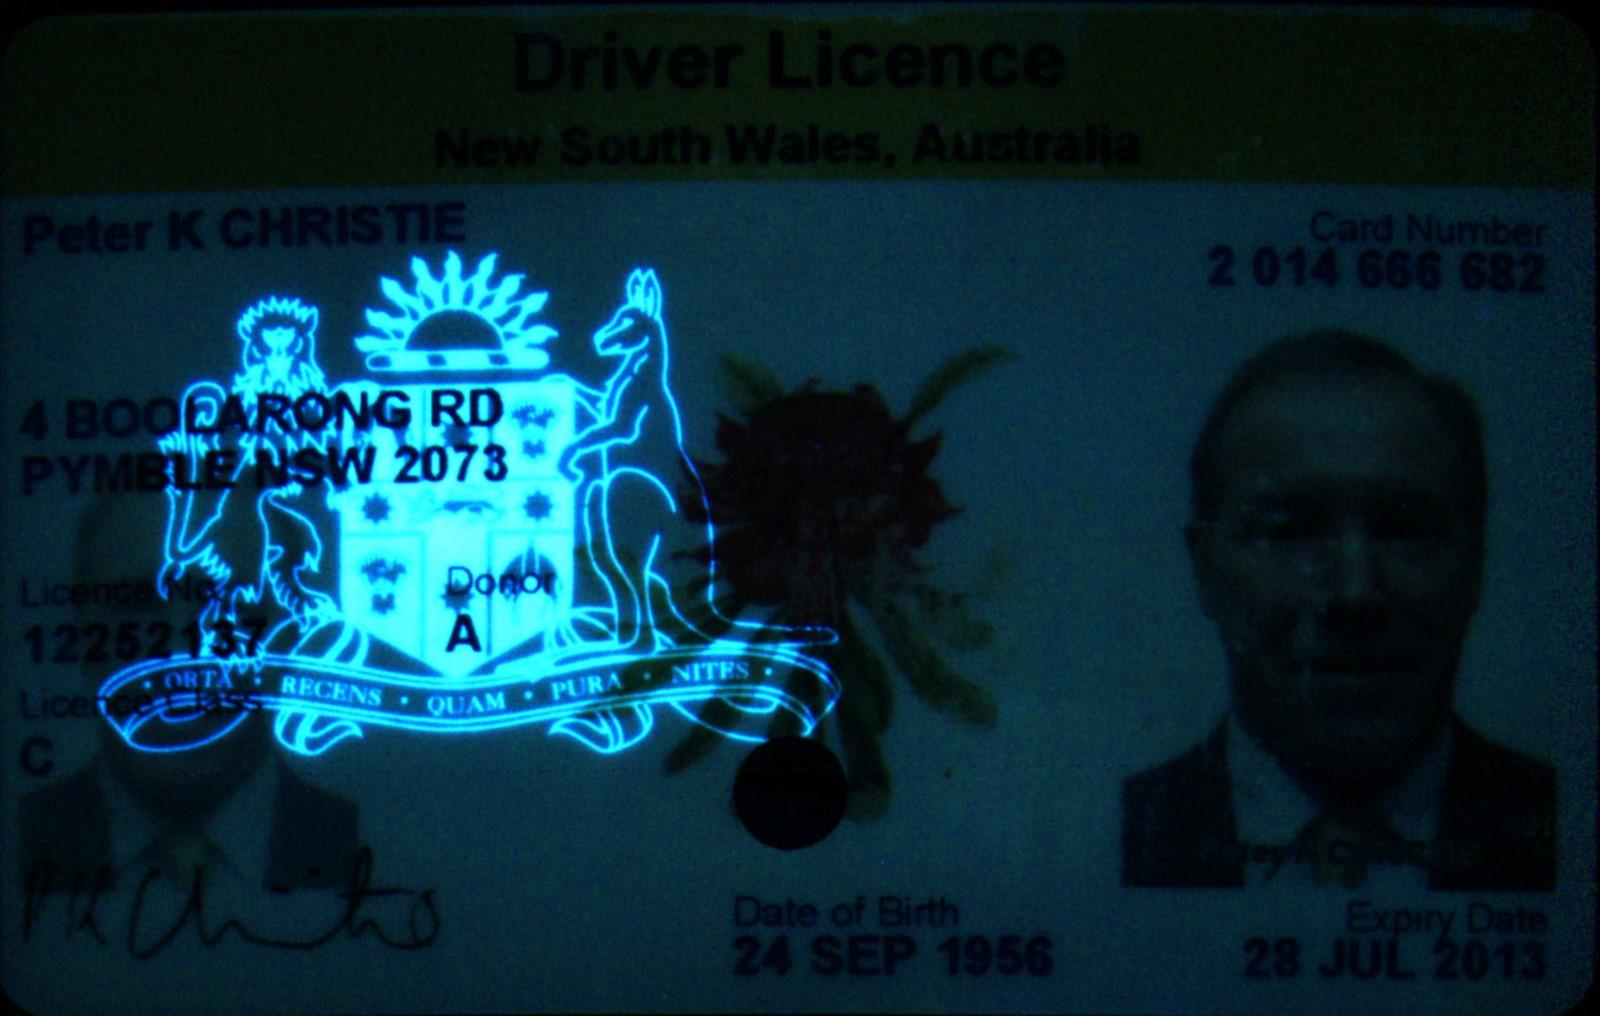 Driver Licence
New South Wales, Australia
Peter K CHRISTIE
Card Number
2 014 666 682
4 BOOLARONG RD
PYMBLE NSW 2073
Licence No.
12252137
Donor
A
Licence Class
C
ORTA · RECENS · QUAM · PURA · NITES
Date of Birth
24 SEP 1956
Expiry Date
28 JUL 2013